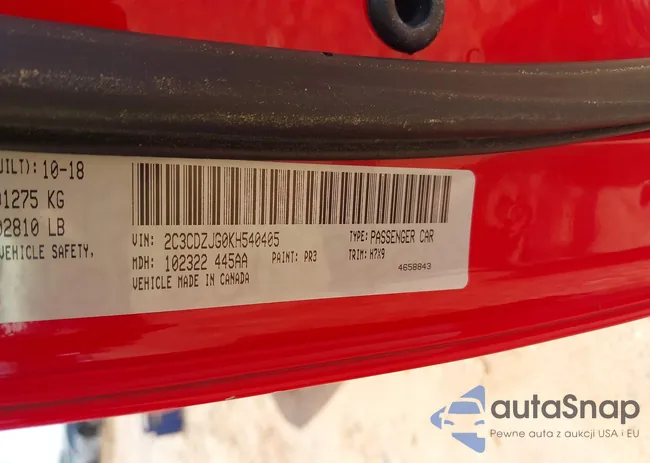 UILT): 10-18
01275 KG
02810 LB
VEHICLE SAFETY,
VIN: 2C3CDZJG0KH540405
TYPE: PASSENGER CAR
MDH: 102322 445AA
PAINT: PR3
TRIM: H7X9
VEHICLE MADE IN CANADA
4658843
autaSnap
Pewne auta z aukcji USA i EU